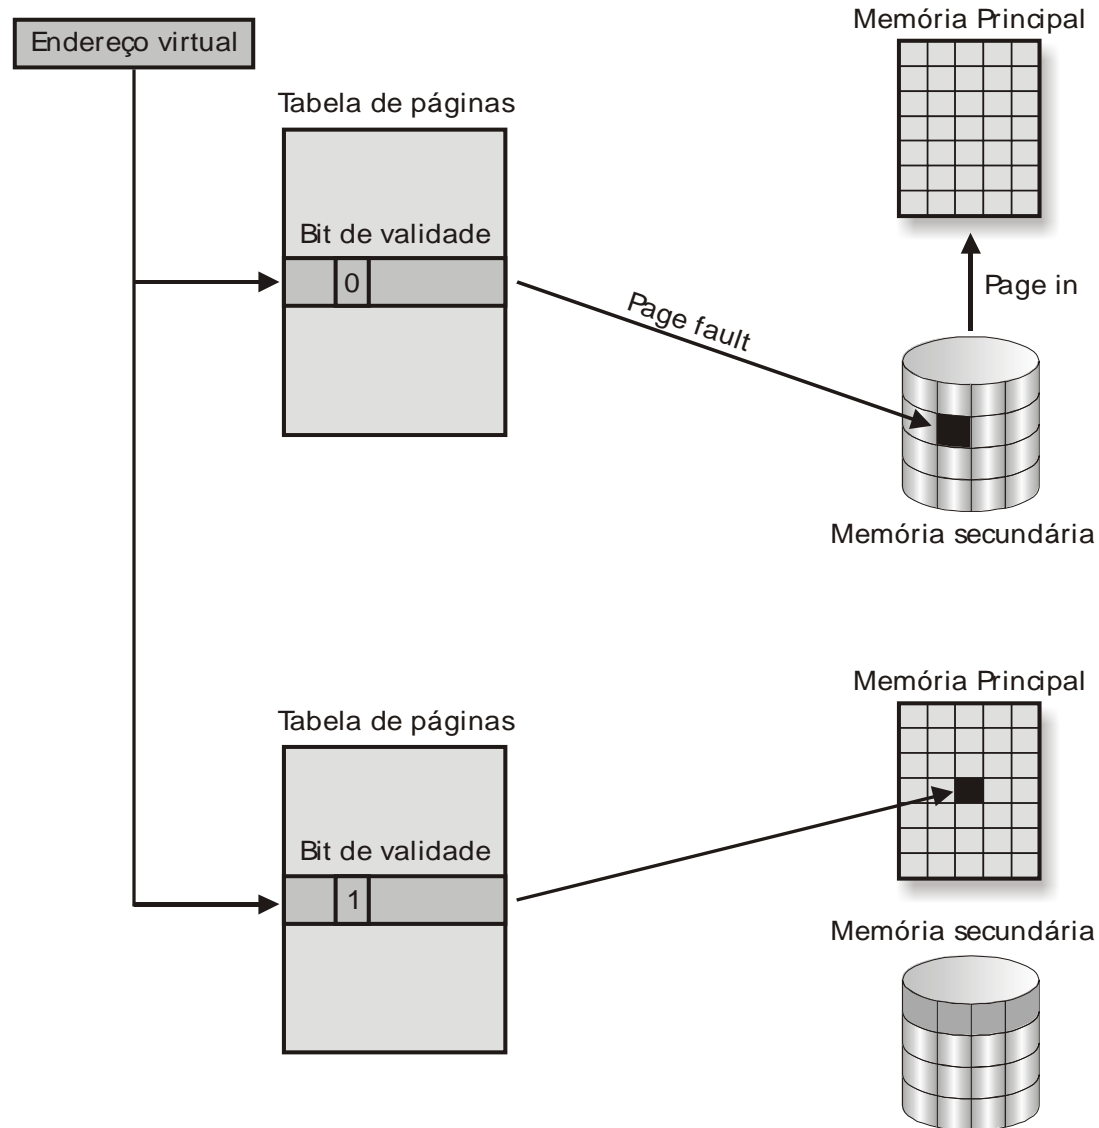 Endereço virtual
Memória Principal
Tabela de páginas
Bit de validade
0
Page fault
Page in
Memória secundária
Memória Principal
Tabela de páginas
Bit de validade
1
Memória secundária